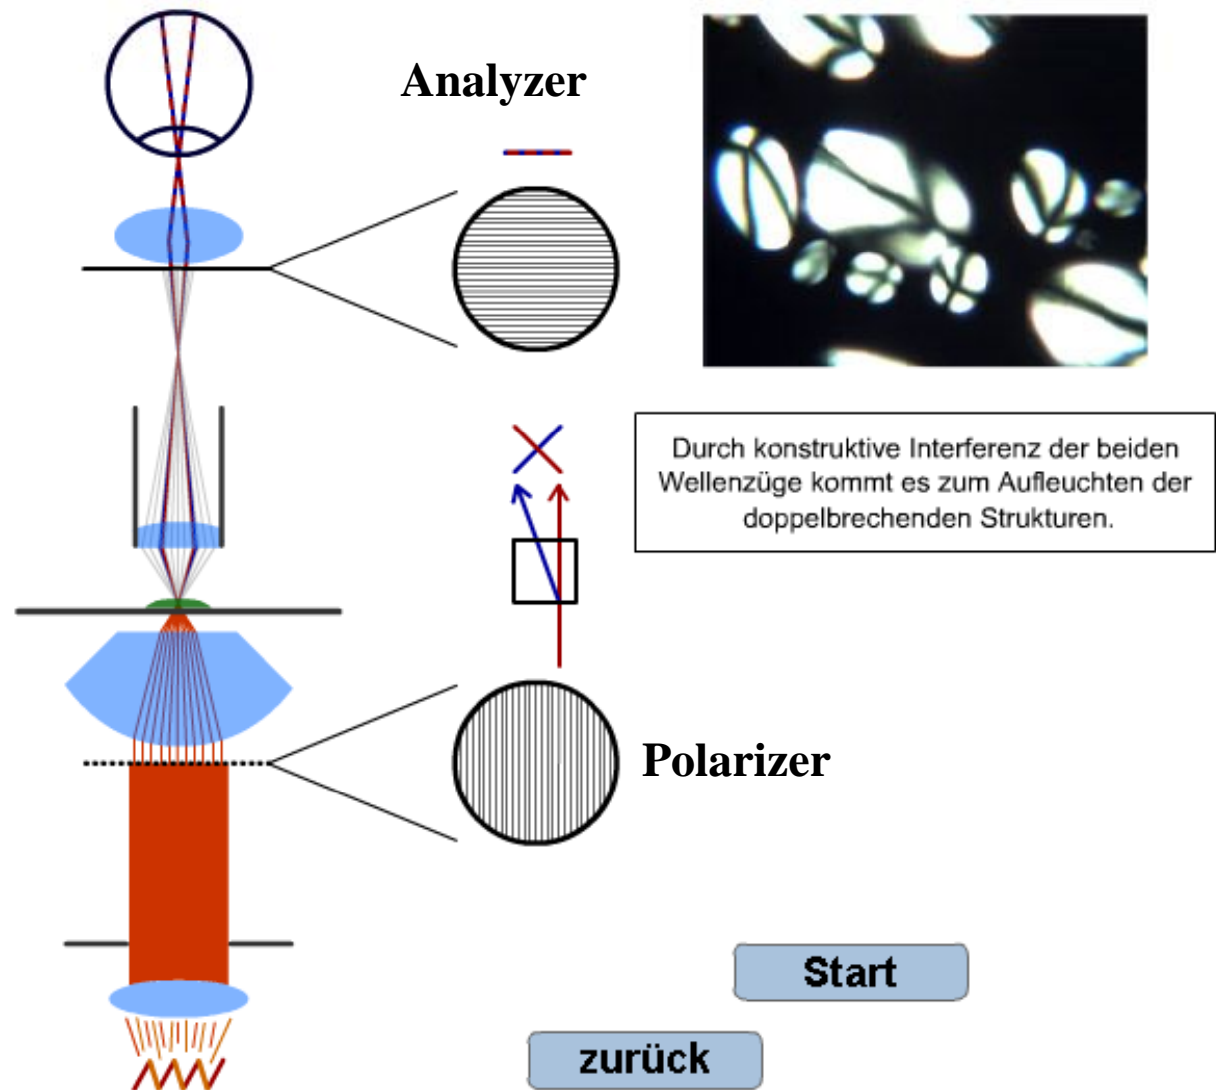 Analyzer
Durch konstruktive Interferenz der beiden
Wellenzüge kommt es zum Aufleuchten der
doppelbrechenden Strukturen.
Polarizer
Start
zurück